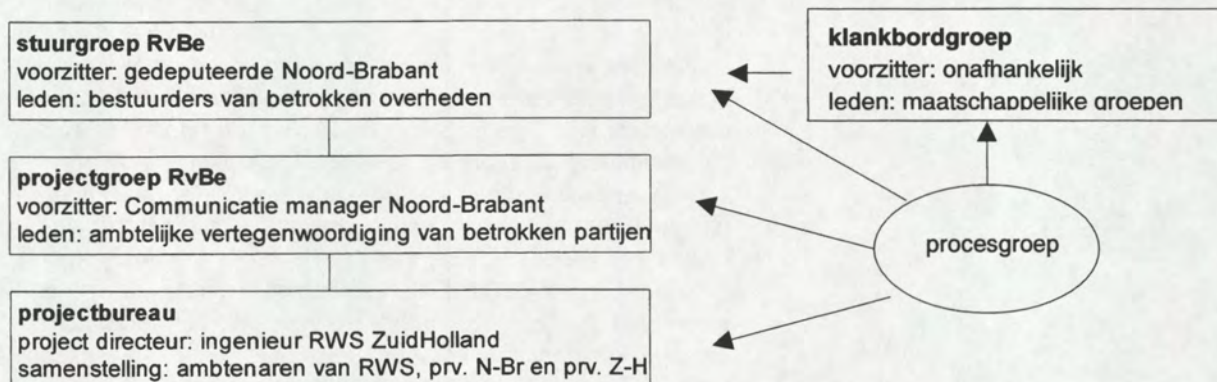 stuurgroep RvBe
voorzitter: gedeputeerde Noord-Brabant
leden: bestuurders van betrokken overheden
klankbordgroep
voorzitter: onafhankelijk
leden: maatschappelijke groepen
projectgroep RvBe
voorzitter: Communicatie manager Noord-Brabant
leden: ambtelijke vertegenwoordiging van betrokken partijen
procesgroep
projectbureau
project directeur: ingenieur RWS ZuidHolland
samenstelling: ambtenaren van RWS, prv. N-Br en prv. Z-H